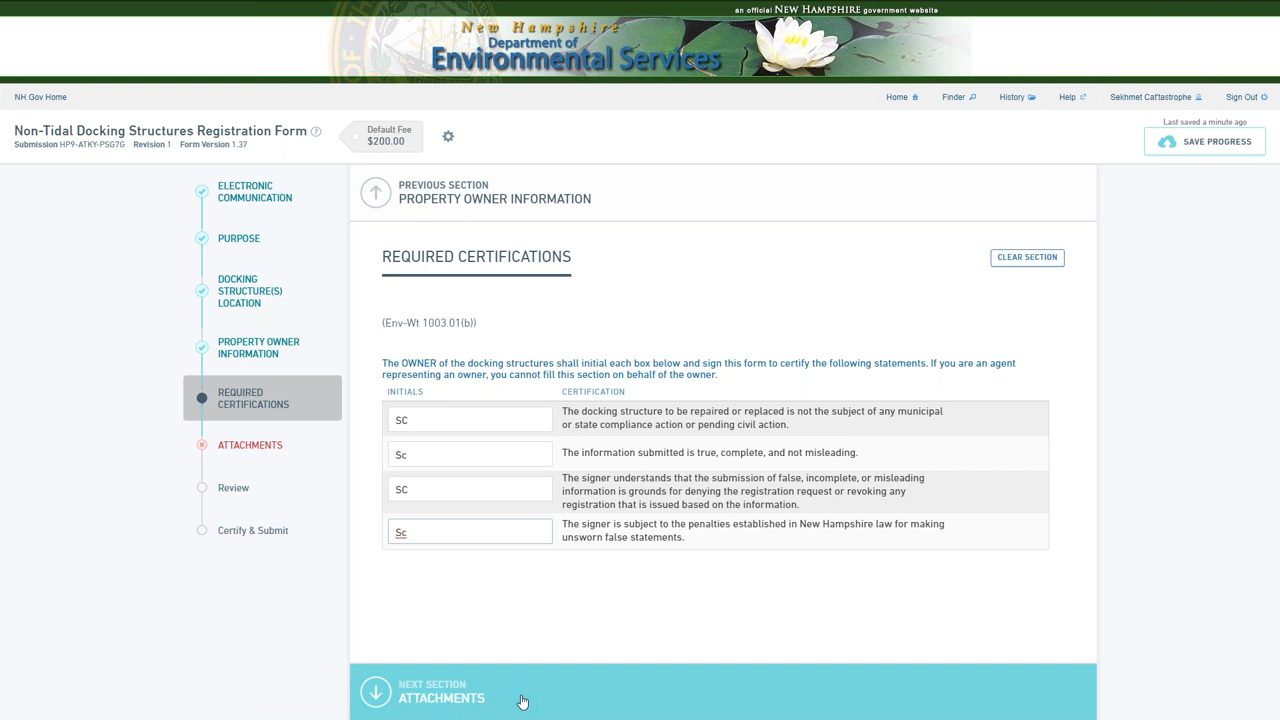 an official NEW HAMPSHIRE government website
New Hampshire
Department of
Environmental Services
NH.Gov Home
Home
Finder
History
Help
Sekhmet Cat'tastrophe
Sign Out
Non-Tidal Docking Structures Registration Form
Submission HP9-ATKY-PSG7G Revision 1 Form Version 1.37
Default Fee
$200.00
Last saved a minute ago
SAVE PROGRESS
ELECTRONIC
COMMUNICATION
PURPOSE
DOCKING
STRUCTURE(S)
LOCATION
PROPERTY OWNER
INFORMATION
REQUIRED
CERTIFICATIONS
ATTACHMENTS
Review
Certify & Submit
PREVIOUS SECTION
PROPERTY OWNER INFORMATION
REQUIRED CERTIFICATIONS
CLEAR SECTION
(Env-Wt 1003.01(b))
The OWNER of the docking structures shall initial each box below and sign this form to certify the following statements. If you are an agent
representing an owner, you cannot fill this section on behalf of the owner.
INITIALS CERTIFICATION
SC
The docking structure to be repaired or replaced is not the subject of any municipal
or state compliance action or pending civil action.
Sc
The information submitted is true, complete, and not misleading.
SC
The signer understands that the submission of false, incomplete, or misleading
information is grounds for denying the registration request or revoking any
registration that is issued based on the information.
Sc
The signer is subject to the penalties established in New Hampshire law for making
unsworn false statements.
NEXT SECTION
ATTACHMENTS